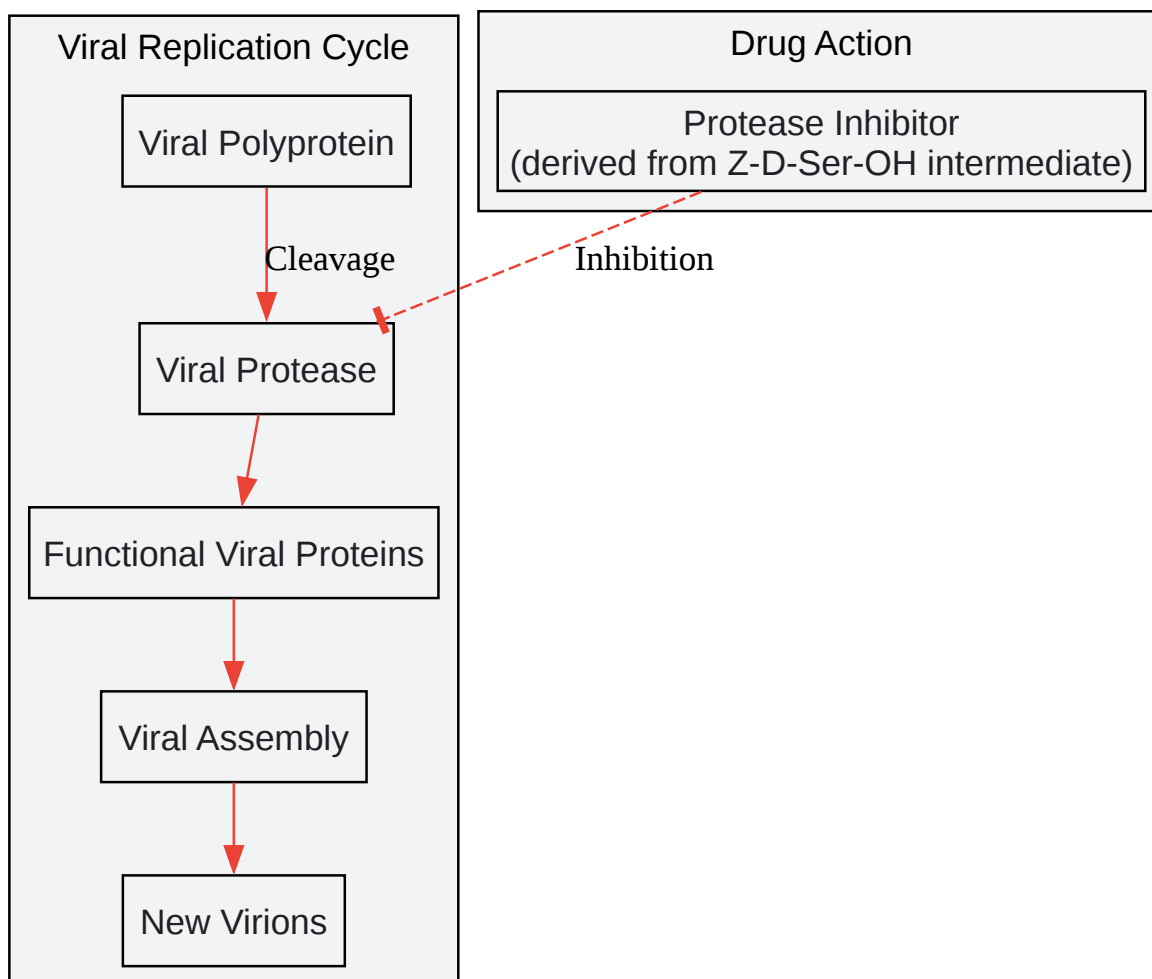 Viral Replication Cycle
Viral Polyprotein
Cleavage
Viral Protease
Functional Viral Proteins
Viral Assembly
New Virions
Drug Action
Protease Inhibitor
(derived from Z-D-Ser-OH intermediate)
Inhibition